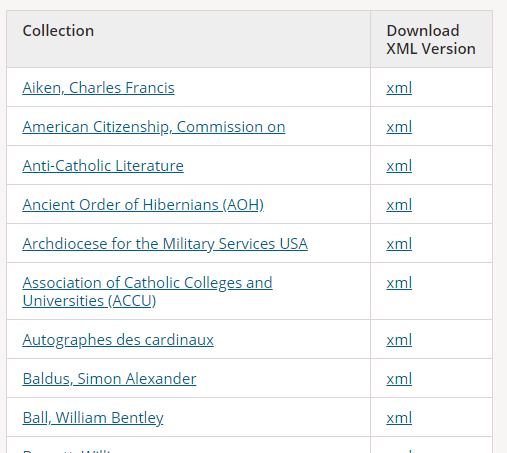 Collection Download
XML Version
Aiken, Charles Francis xml
American Citizenship, Commission on xml
Anti-Catholic Literature xml
Ancient Order of Hibernians (AOH) xml
Archdiocese for the Military Services USA xml
Association of Catholic Colleges and xml
Universities (ACCU)
Autographes des cardinaux xml
Baldus, Simon Alexander xml
Ball, William Bentley xml